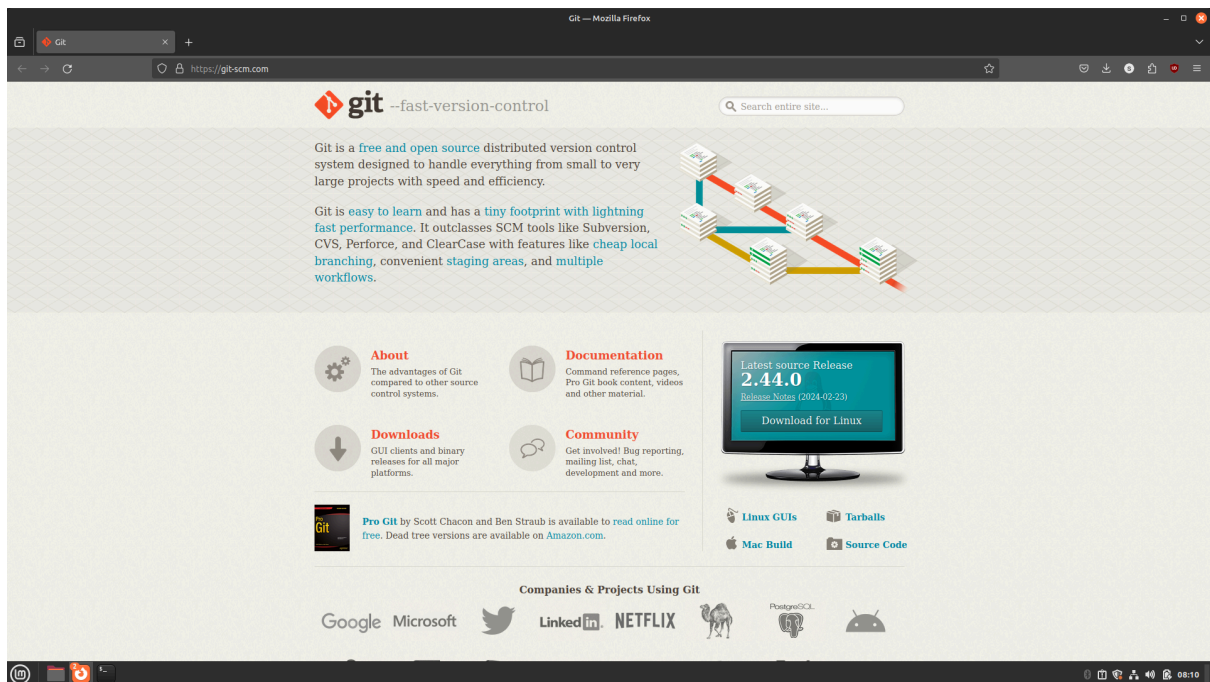 Git — Mozilla Firefox
Git
https://git-scm.com
git --fast-version-control
Search entire site...
Git is a free and open source distributed version control
system designed to handle everything from small to very
large projects with speed and efficiency.
Git is easy to learn and has a tiny footprint with lightning
fast performance. It outclasses SCM tools like Subversion,
CVS, Perforce, and ClearCase with features like cheap local
branching, convenient staging areas, and multiple
workflows.
About
The advantages of Git
compared to other source
control systems.
Documentation
Command reference pages,
Pro Git book content, videos
and other material.
Downloads
GUI clients and binary
releases for all major
platforms.
Community
Get involved! Bug reporting,
mailing list, chat,
development and more.
Latest source Release
2.44.0
Release Notes (2024-02-23)
Download for Linux
Pro
Git
Pro Git by Scott Chacon and Ben Straub is available to read online for
free. Dead tree versions are available on Amazon.com.
Linux GUIs
Tarballs
Mac Build
Source Code
Companies & Projects Using Git
Google
Microsoft
Linked in
NETFLIX
PostgreSQL
2
08:10